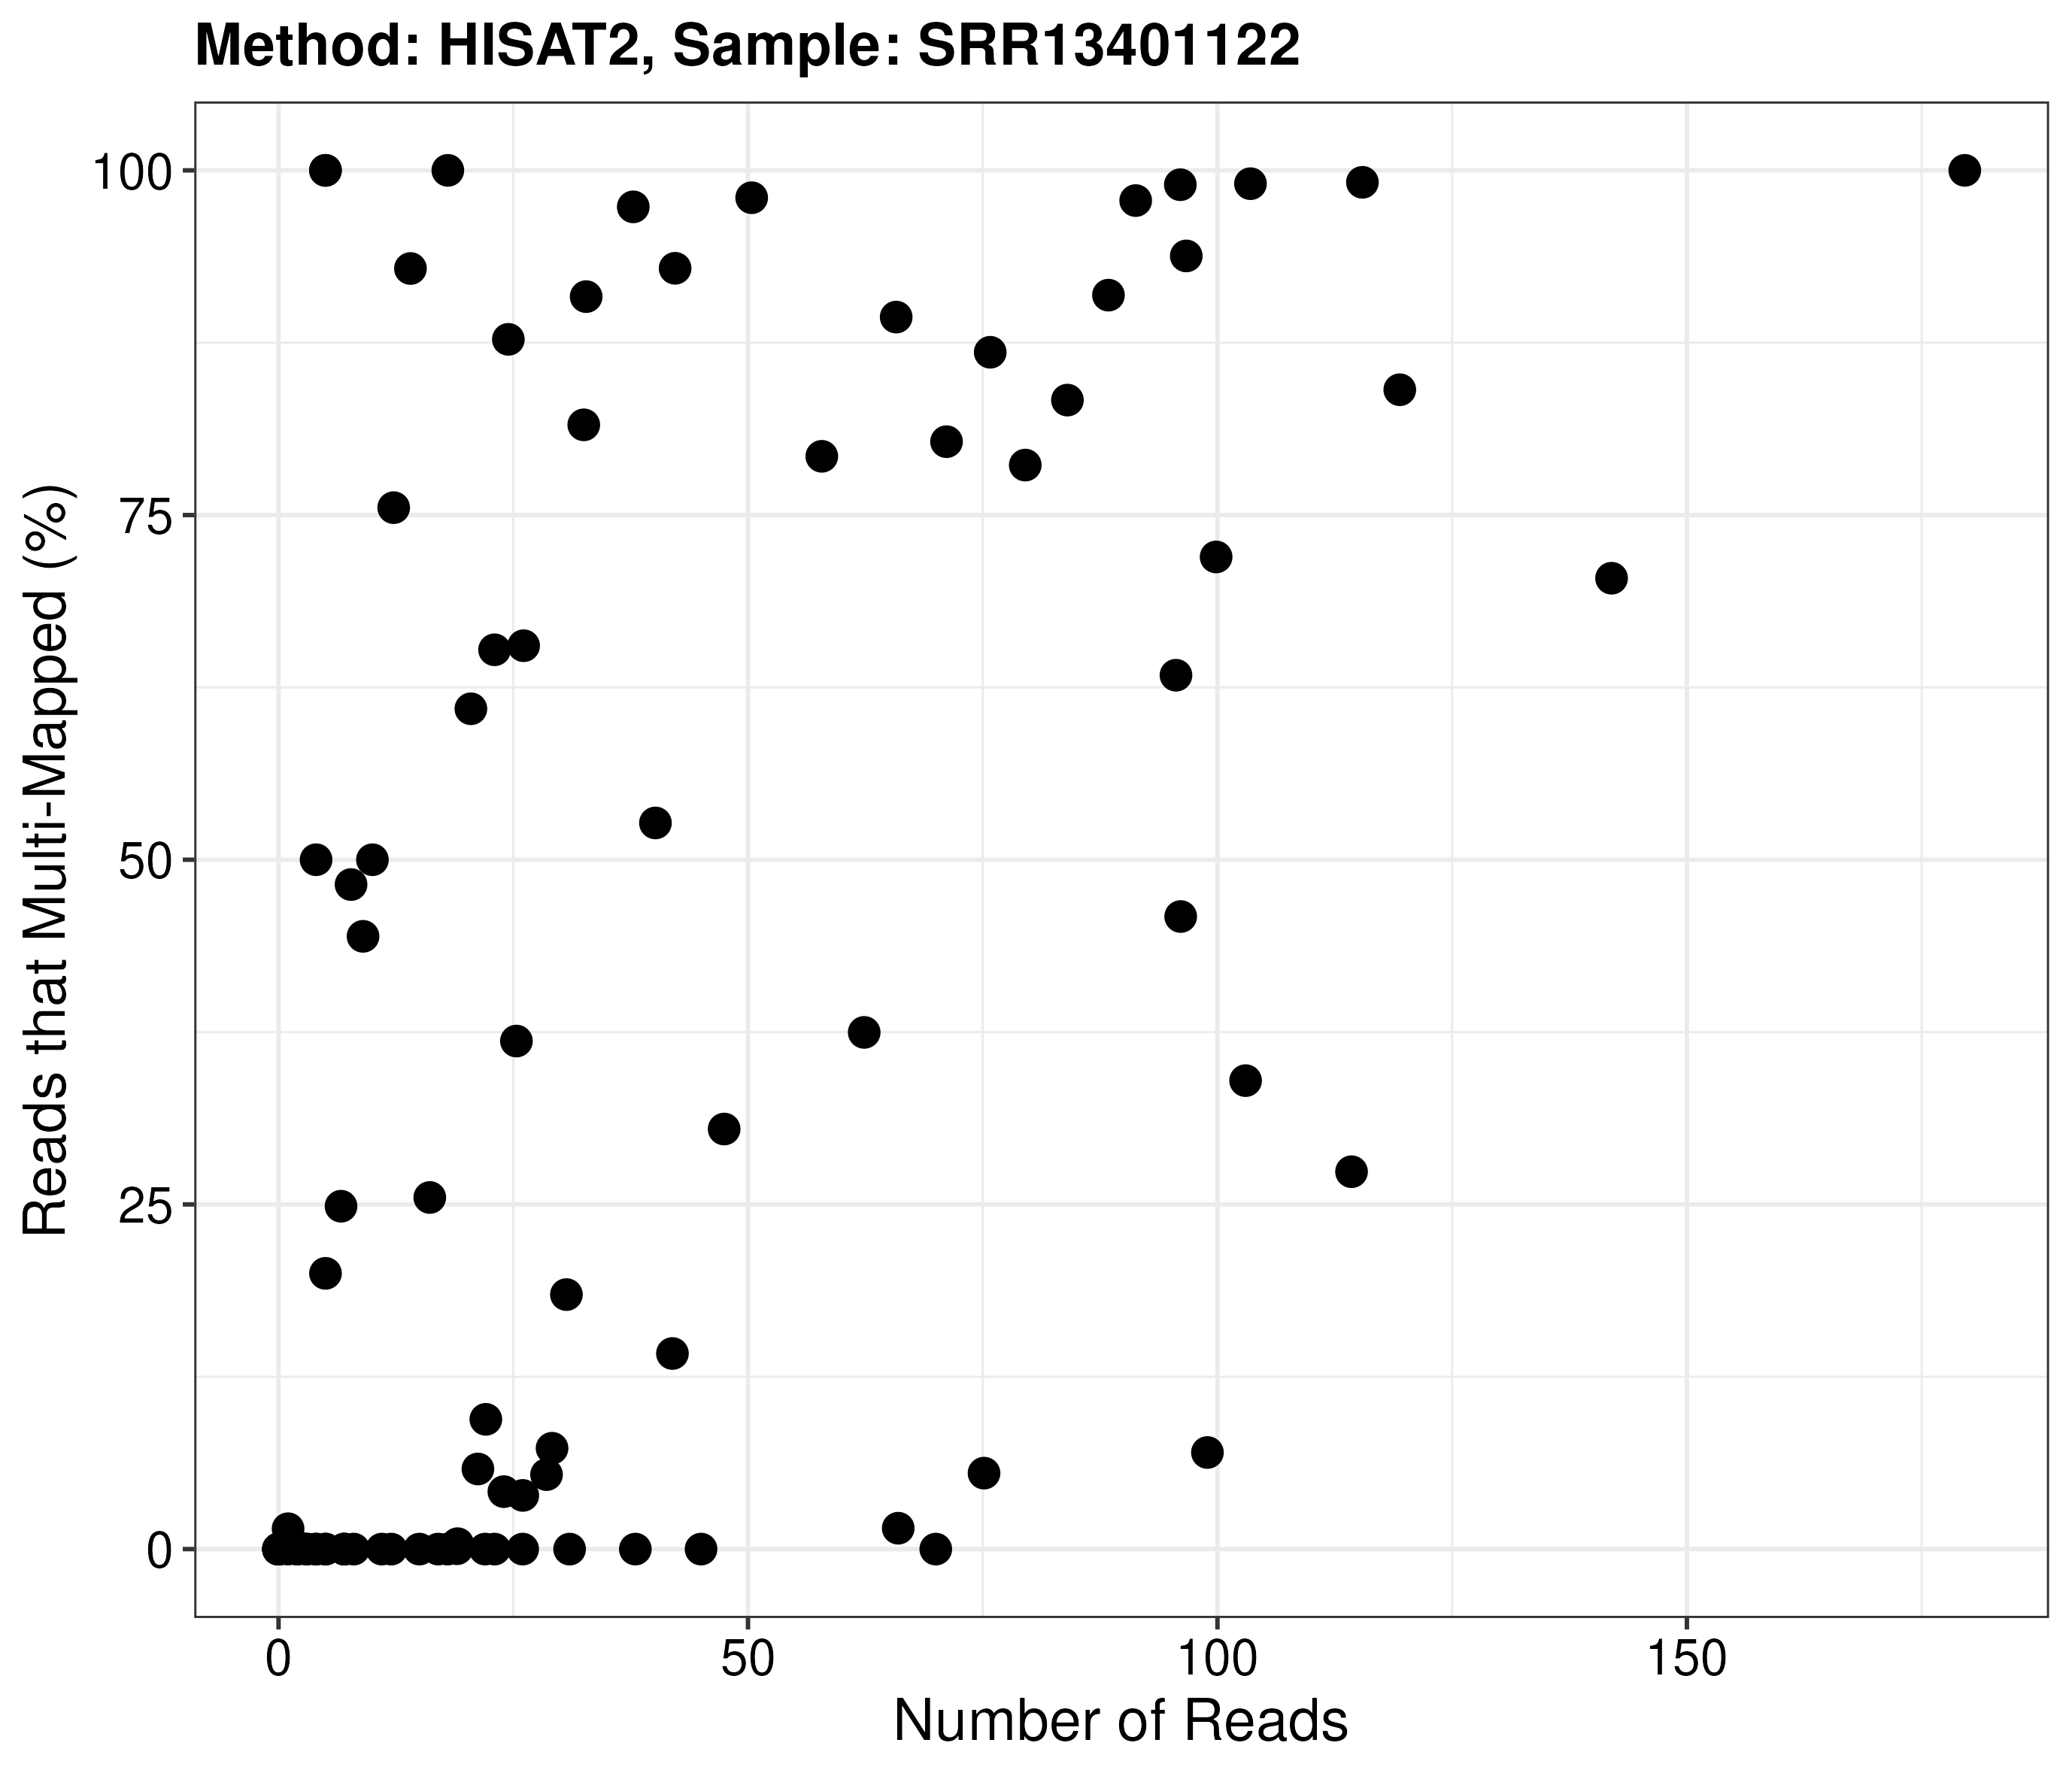 Method: HISAT2, Sample: SRR13401122
Reads that Multi-Mapped (%)
100
75
50
25
0
0 50 100 150
Number of Reads